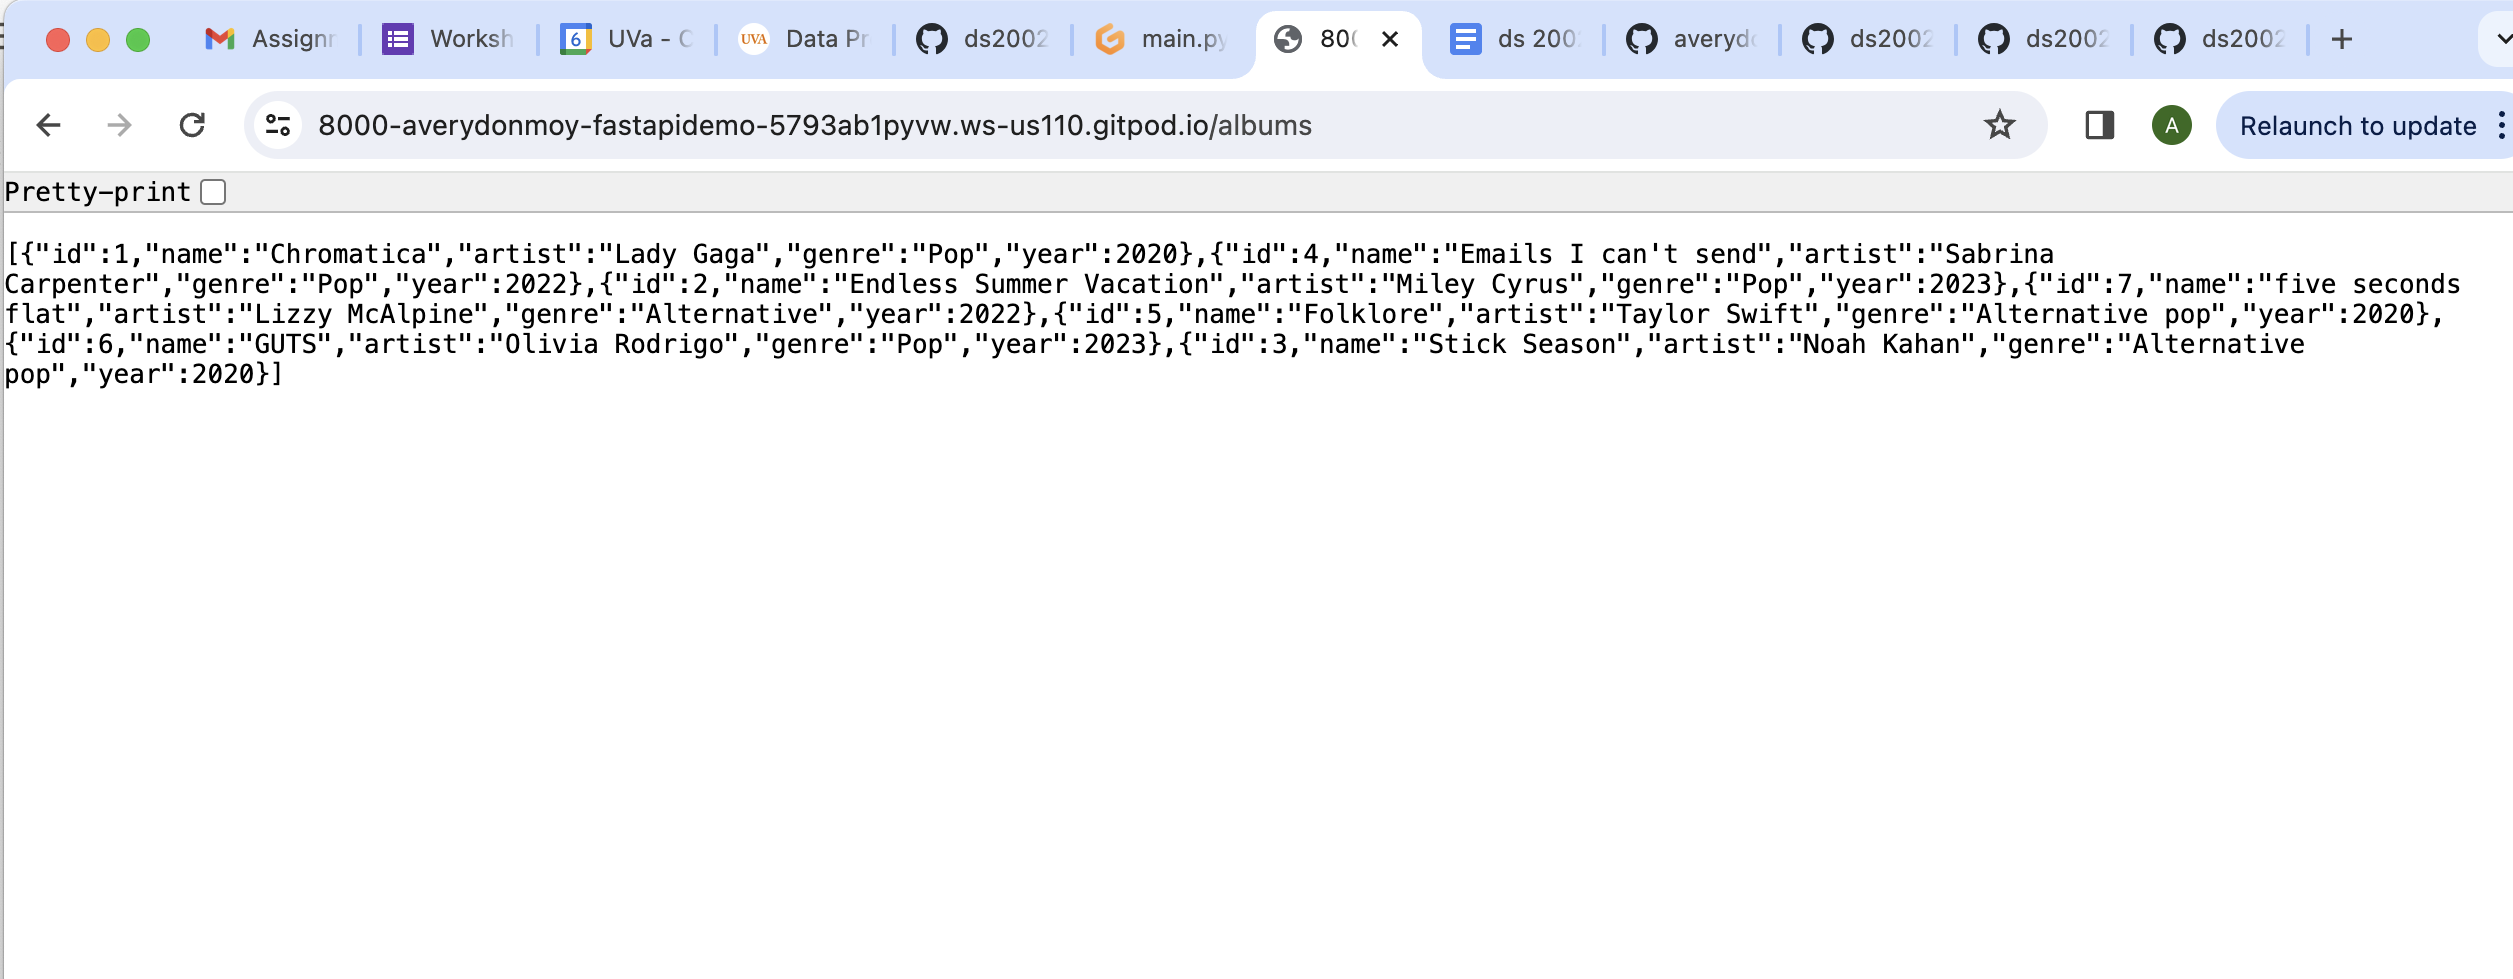 Assignr Worksh UVa - C Data Pr ds2002 main.py 80 ds 200 averyd ds2002 ds2002 ds2002
8000-averydonmoy-fastapidemo-5793ab1pyvw.ws-us110.gitpod.io/albums A Relaunch to update
Pretty-print
[{"id":1,"name":"Chromatica","artist":"Lady Gaga","genre":"Pop","year":2020},{"id":4,"name":"Emails I can't send","artist":"Sabrina
Carpenter","genre":"Pop","year":2022},{"id":2,"name":"Endless Summer Vacation","artist":"Miley Cyrus","genre":"Pop","year":2023},{"id":7,"name":"five seconds
flat","artist":"Lizzy McAlpine","genre":"Alternative","year":2022},{"id":5,"name":"Folklore","artist":"Taylor Swift","genre":"Alternative pop","year":2020},
{"id":6,"name":"GUTS","artist":"Olivia Rodrigo","genre":"Pop","year":2023},{"id":3,"name":"Stick Season","artist":"Noah Kahan","genre":"Alternative
pop","year":2020}]